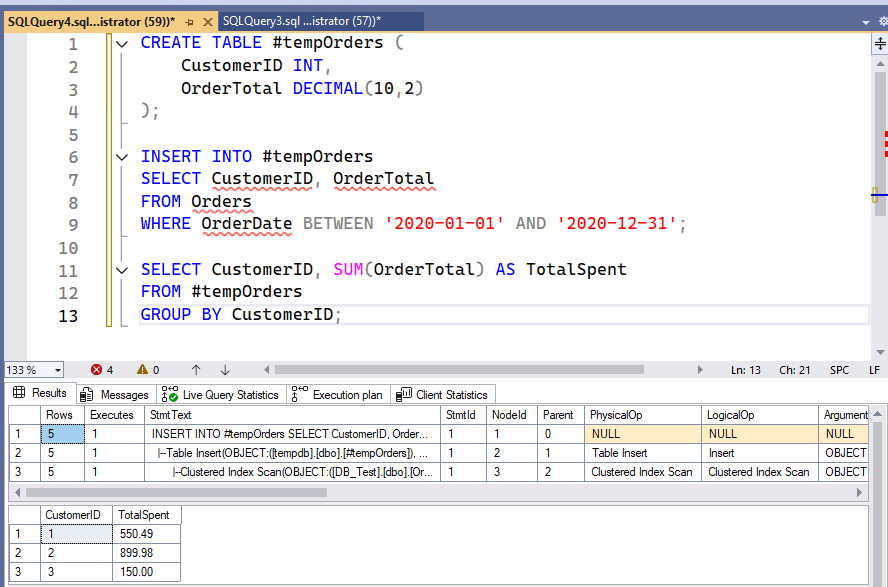 SQLQuery4.sql...istrator (59))*
SQLQuery3.sql ...istrator (57))*
1 CREATE TABLE #tempOrders (
2 CustomerID INT,
3 OrderTotal DECIMAL(10,2)
4 );
5
6 INSERT INTO #tempOrders
7 SELECT CustomerID, OrderTotal
8 FROM Orders
9 WHERE OrderDate BETWEEN '2020-01-01' AND '2020-12-31';
10
11 SELECT CustomerID, SUM(OrderTotal) AS TotalSpent
12 FROM #tempOrders
13 GROUP BY CustomerID;
133 % 4 0 Ln: 13 Ch: 21 SPC LF
Results Messages Live Query Statistics Execution plan Client Statistics
Rows Executes StmtText StmtId NodeId Parent PhysicalOp LogicalOp Argument
1 5 1 INSERT INTO #tempOrders SELECT CustomerID, Order... 1 1 0 NULL NULL NULL
2 5 1 |--Table Insert(OBJECT:([tempdb].[dbo].[#tempOrders]), ... 1 2 1 Table Insert Insert OBJECT
3 5 1 |--Clustered Index Scan(OBJECT:([DB_Test].[dbo].[Or... 1 3 2 Clustered Index Scan Clustered Index Scan OBJECT
CustomerID TotalSpent
1 1 550.49
2 2 899.98
3 3 150.00